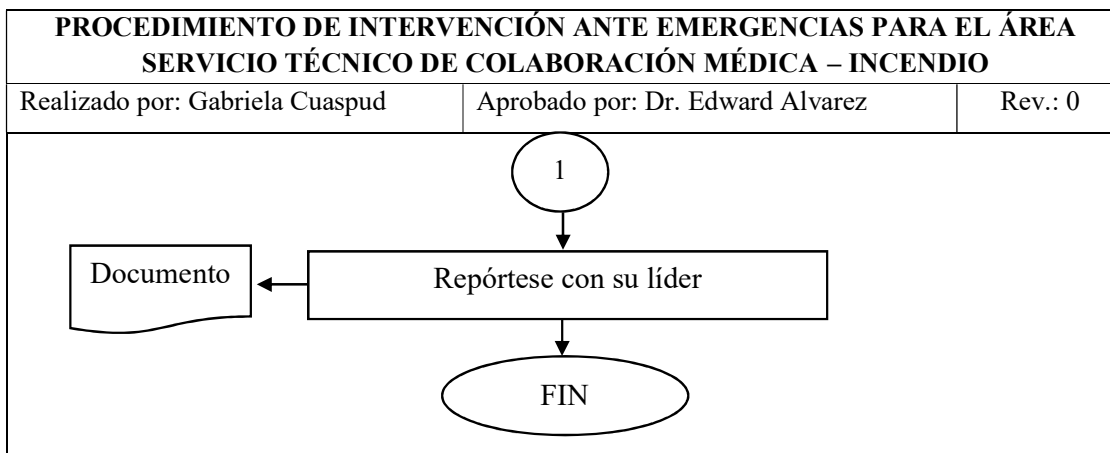 PROCEDIMIENTO DE INTERVENCIÓN ANTE EMERGENCIAS PARA EL ÁREA
SERVICIO TÉCNICO DE COLABORACIÓN MÉDICA – INCENDIO
Realizado por: Gabriela Cuaspud Aprobado por: Dr. Edward Alvarez Rev.: 0
1
Documento Repórtese con su líder
FIN